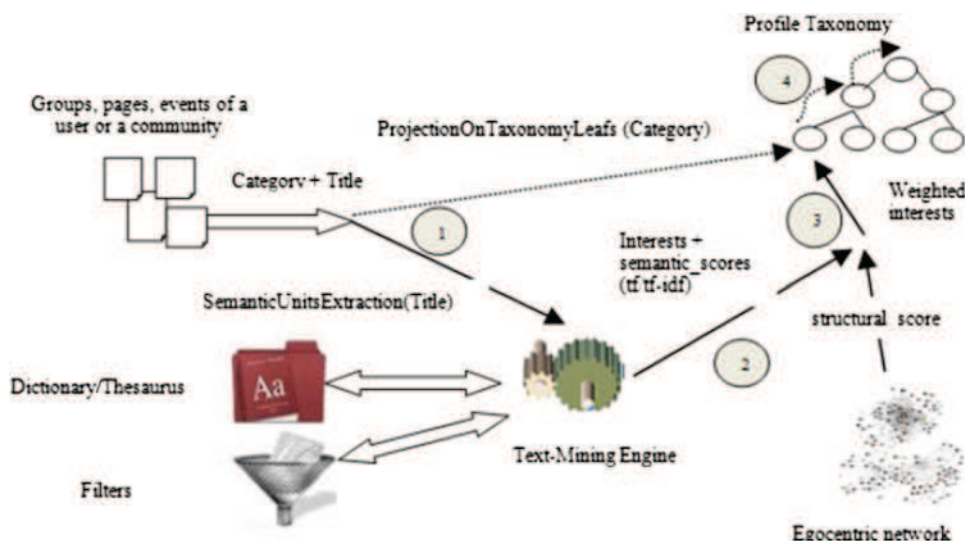 Profile Taxonomy
4
Groups, pages, events of a
user or a community
ProjectionOnTaxonomyLeafs (Category)
Category + Title
Weighted
interests
1
3
Interests +
semantic_scores
(tf/tf-idf)
SemanticUnitsExtraction(Title)
structural_score
2
Dictionary/Thesaurus
Aa
Text-Mining Engine
Filters
Egocentric network